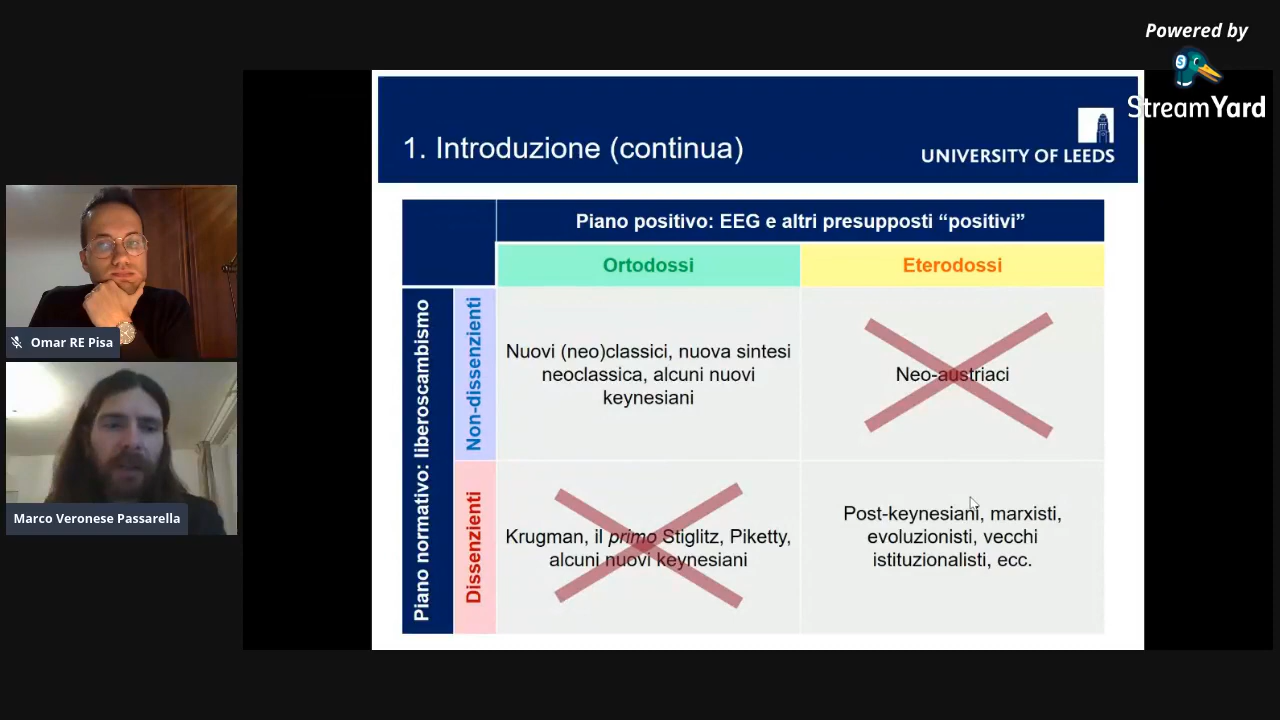 Powered by
StreamYard
1. Introduzione (continua)
UNIVERSITY OF LEEDS
Piano positivo: EEG e altri presupposti “positivi”
Ortodossi
Eterodossi
Piano normativo: liberoscambismo
Non-dissenzienti
Nuovi (neo)classici, nuova sintesi
neoclassica, alcuni nuovi
keynesiani
Neo-austriaci
Dissenzienti
Krugman, il primo Stiglitz, Piketty,
alcuni nuovi keynesiani
Post-keynesiani, marxisti,
evoluzionisti, vecchi
istituzionalisti, ecc.
Omar RE Pisa
Marco Veronese Passarella